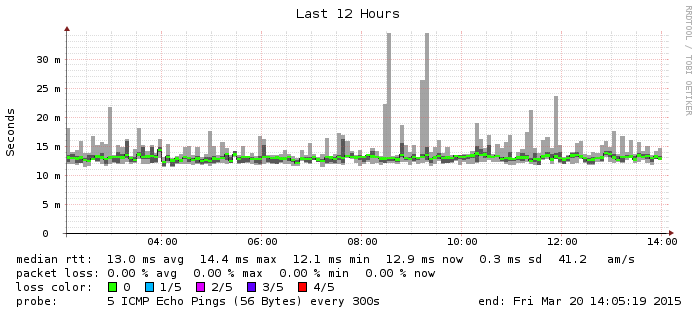 Last 12 Hours
RRDTOOL / TOBI OETIKER
Seconds
30 m
25 m
20 m
15 m
10 m
5 m
0
04:00 06:00 08:00 10:00 12:00 14:00
median rtt: 13.0 ms avg 14.4 ms max 12.1 ms min 12.9 ms now 0.3 ms sd 41.2 am/s
packet loss: 0.00 % avg 0.00 % max 0.00 % min 0.00 % now
loss color: 0 1/5 2/5 3/5 4/5
probe: 5 ICMP Echo Pings (56 Bytes) every 300s end: Fri Mar 20 14:05:19 2015